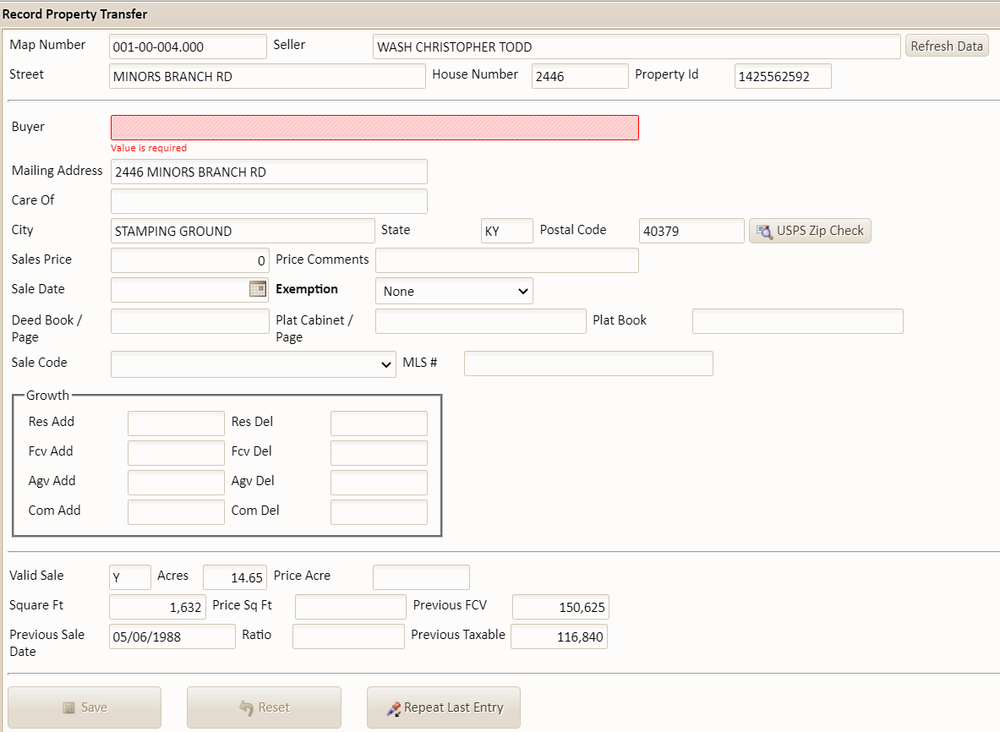 Record Property Transfer
Map Number 001-00-004.000 Seller WASH CHRISTOPHER TODD Refresh Data
Street MINORS BRANCH RD House Number 2446 Property Id 1425562592
Buyer
Value is required
Mailing Address 2446 MINORS BRANCH RD
Care Of
City STAMPING GROUND State KY Postal Code 40379 USPS Zip Check
Sales Price 0 Price Comments
Sale Date Exemption None
Deed Book / Plat Cabinet / Plat Book
Page Page
Sale Code MLS #
Growth
Res Add Res Del
Fcv Add Fcv Del
Agv Add Agv Del
Com Add Com Del
Valid Sale Y Acres 14.65 Price Acre
Square Ft 1,632 Price Sq Ft Previous FCV 150,625
Previous Sale 05/06/1988 Ratio Previous Taxable 116,840
Date
Save Reset Repeat Last Entry